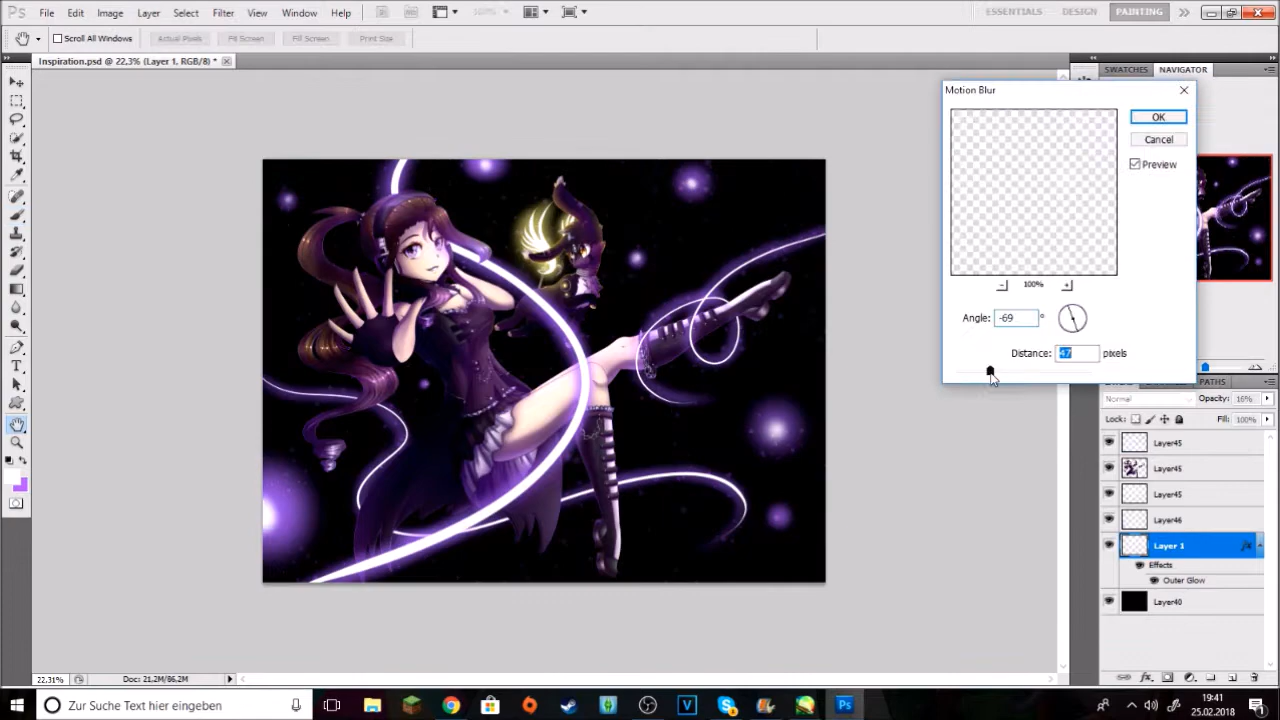 Ps File Edit Image Layer Select Filter View Window Help 100% ESSENTIALS DESIGN PAINTING
Scroll All Windows Actual Pixels Fit Screen Fill Screen Print Size
Inspiration.psd @ 22,3% (Layer 1, RGB/8) *
SWATCHES NAVIGATOR
Motion Blur
OK
Cancel
Preview
100%
Angle: -69 °
Distance: 47 pixels
PATHS
Normal Opacity: 16%
Lock: Fill: 100%
Layer45
Layer45
Layer45
Layer46
Layer 1 fx
Effects
Outer Glow
Layer40
22,31% Doc: 21,2M/86,2M
Zur Suche hier eingeben
19:41
25.02.2018